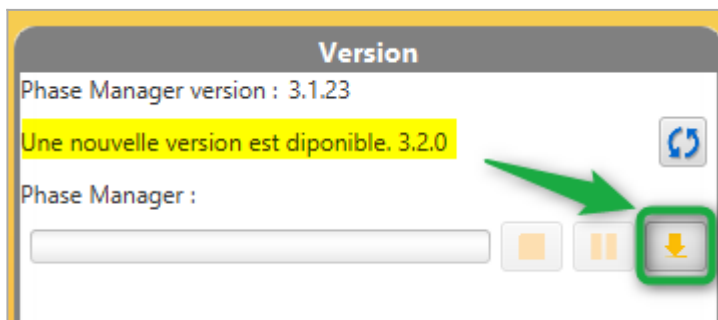 Version
Phase Manager version : 3.1.23
Une nouvelle version est diponible. 3.2.0
Phase Manager :